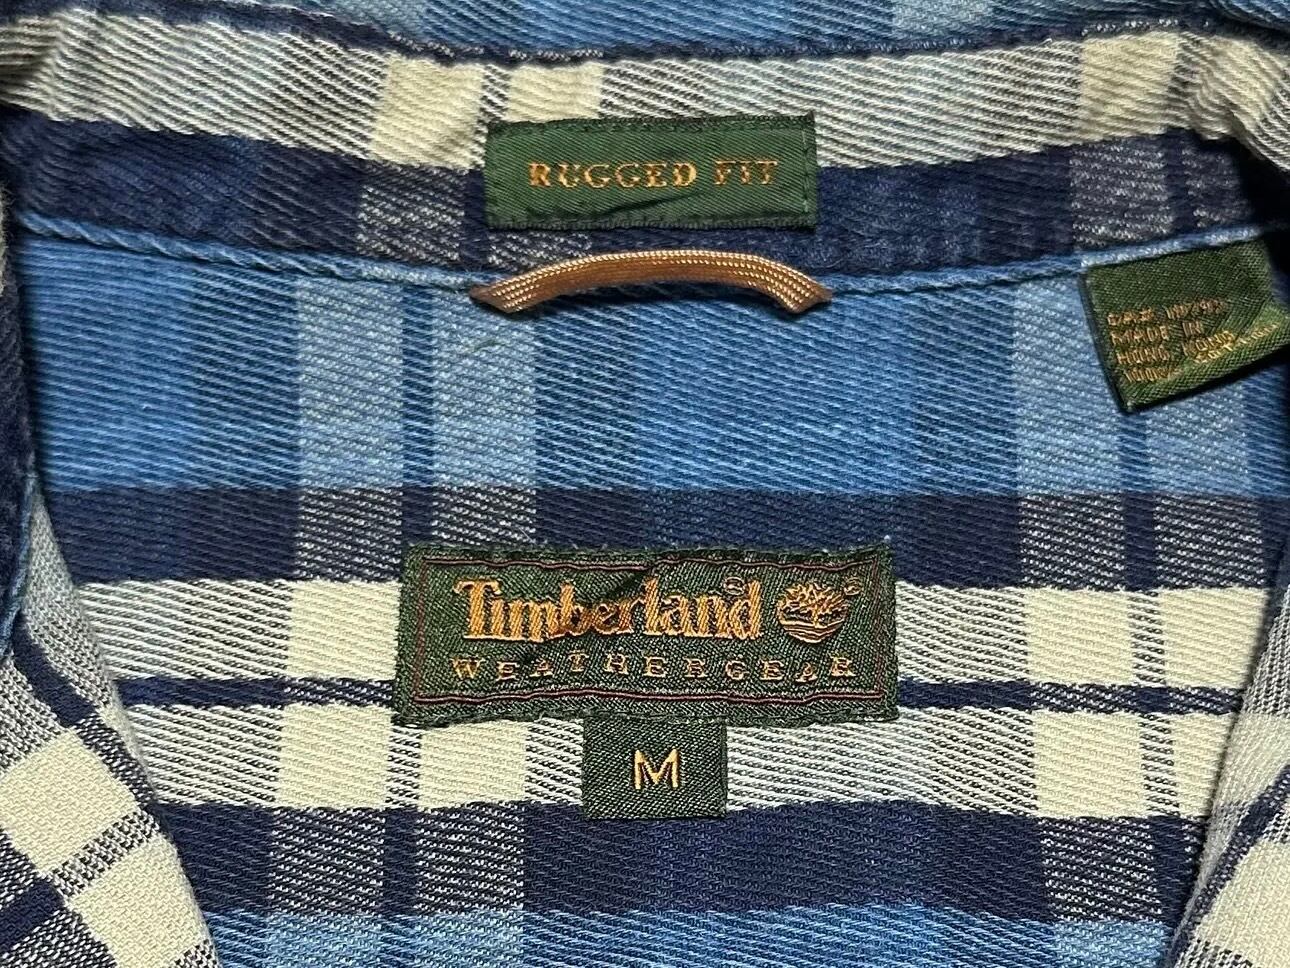 RUGGED FIT
MADE IN
HONG KONG
Timberland®
WEATHERGEAR
M